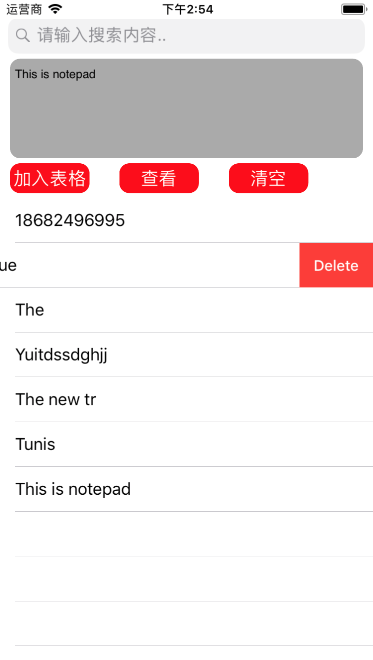 运营商 下午2:54
请输入搜索内容..
This is notepad
加入表格 查看 清空
18682496995
ue Delete
The
Yuitdssdghjj
The new tr
Tunis
This is notepad